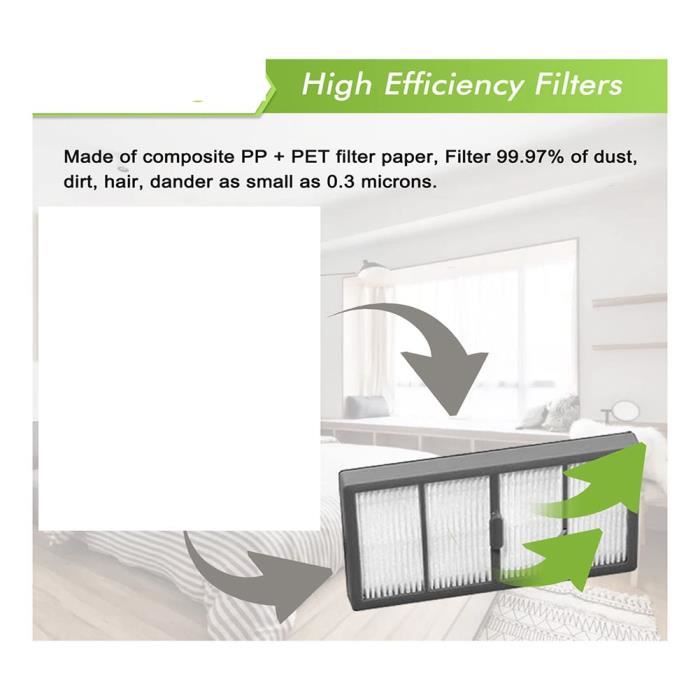 High Efficiency Filters
Made of composite PP + PET filter paper, Filter 99.97% of dust,
dirt, hair, dander as small as 0.3 microns.